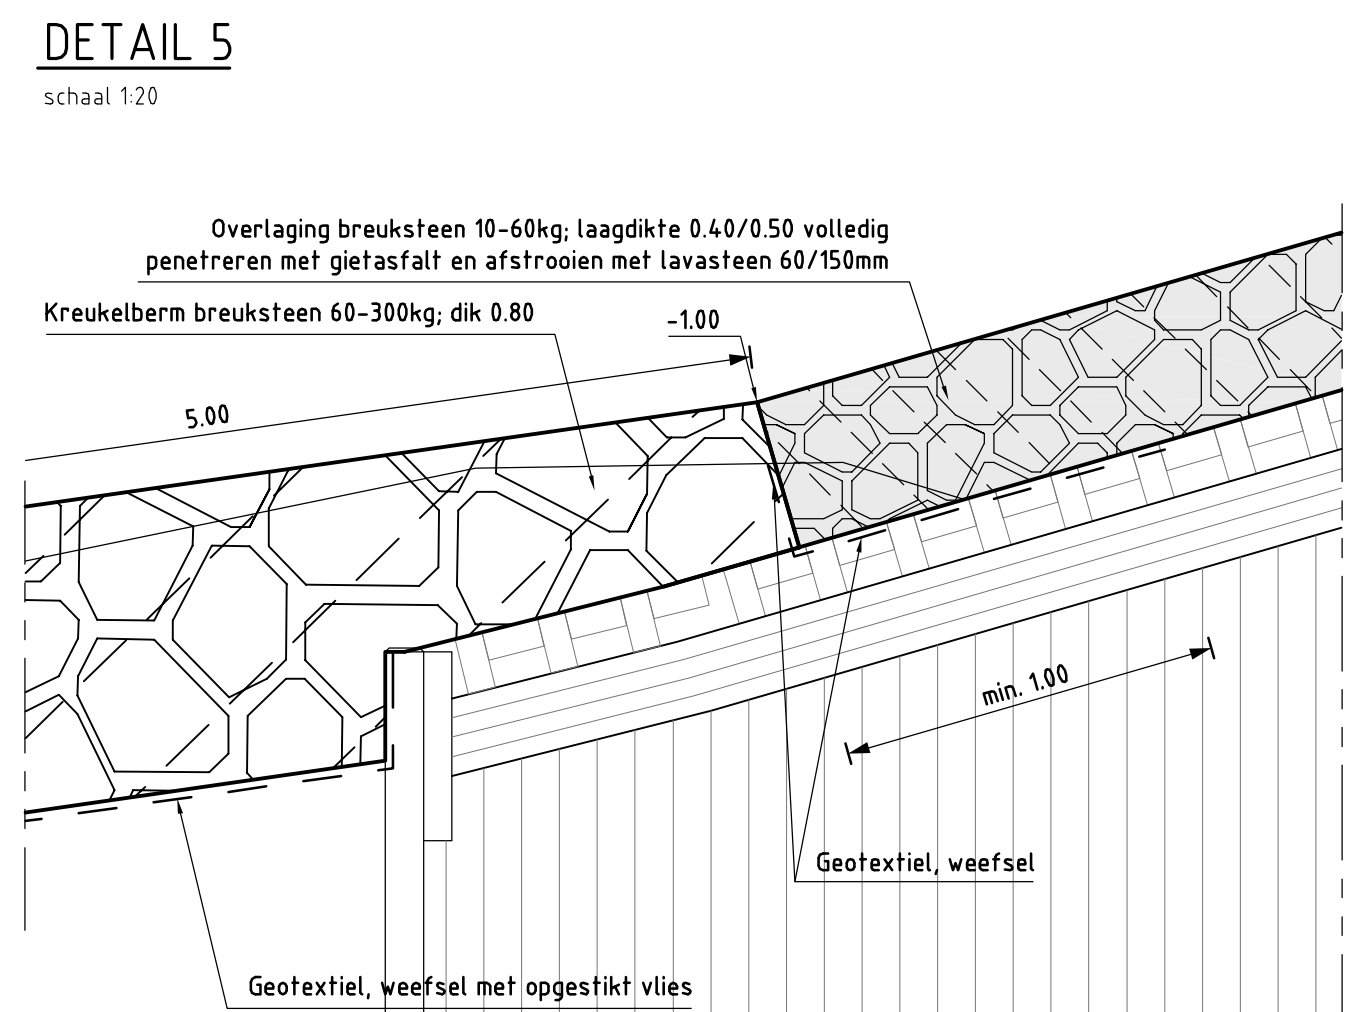 DETAIL 5
schaal 1:20
Overlaging breuksteen 10-60kg; laagdikte 0.40/0.50 volledig
penetreren met gietasfalt en afstrooien met lavasteen 60/150mm
Kreukelberm breuksteen 60-300kg; dik 0.80
-1.00
5.00
min. 1.00
Geotextiel, weefsel
Geotextiel, weefsel met opgestikt vlies